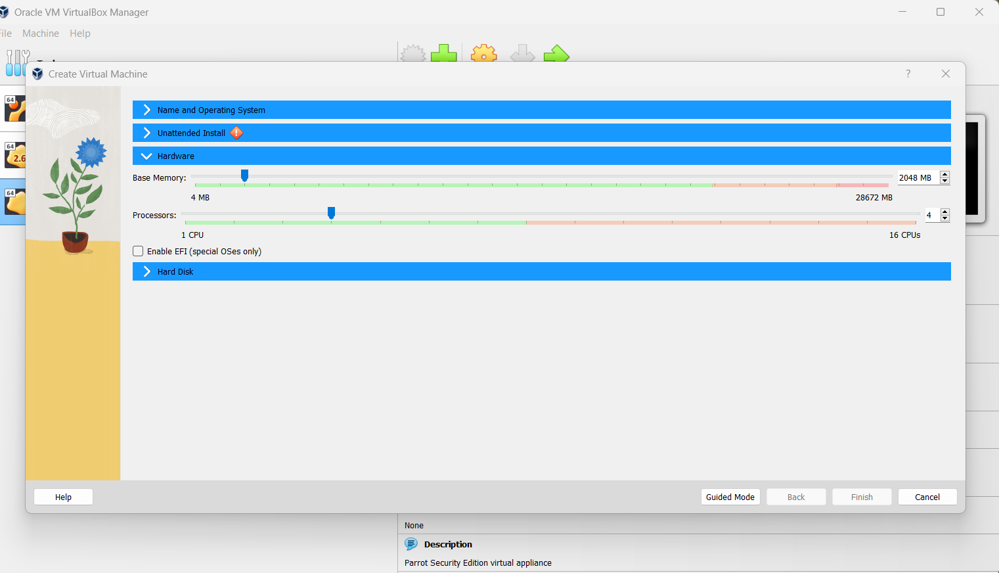 Oracle VM VirtualBox Manager
File Machine Help
Create Virtual Machine ?
64
64
2.6
64
Name and Operating System
Unattended Install
Hardware
Base Memory: 2048 MB
4 MB 28672 MB
Processors: 4
1 CPU 16 CPUs
Enable EFI (special OSes only)
Hard Disk
Help Guided Mode Back Finish Cancel
None
Description
Parrot Security Edition virtual appliance